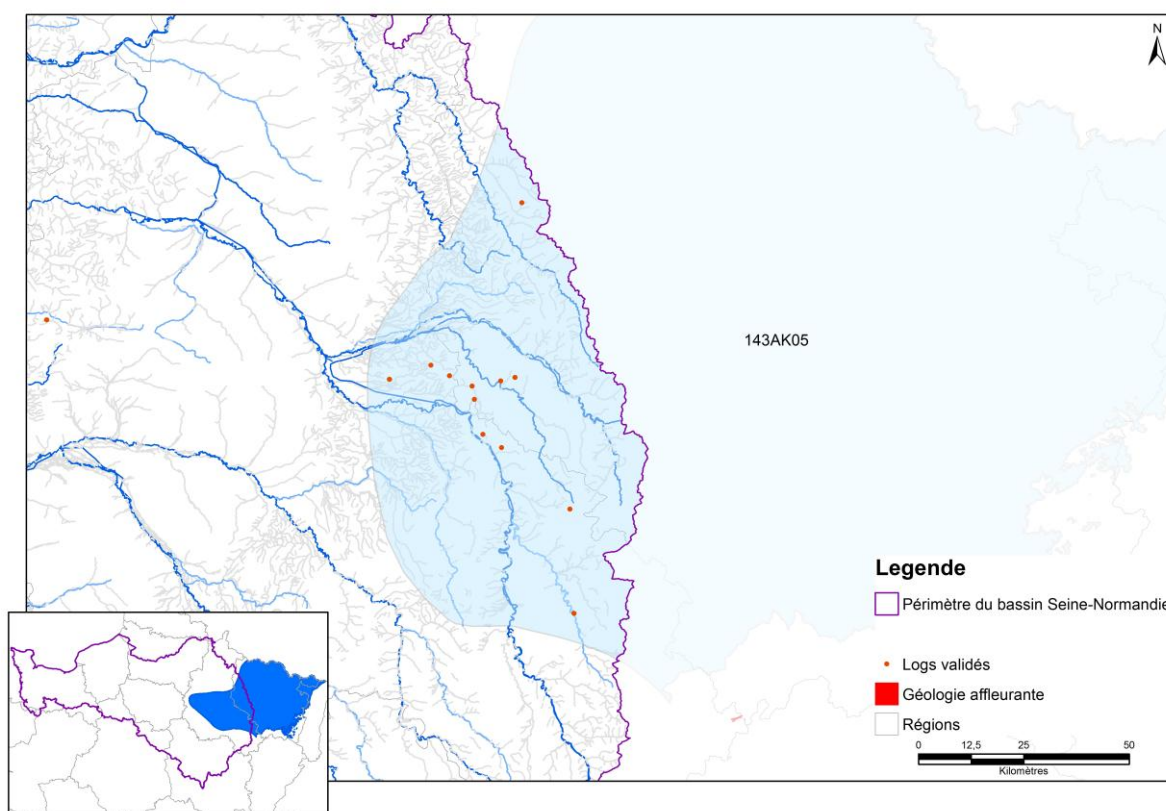 N
143AK05
Legende
Périmètre du bassin Seine-Normandie
Logs validés
Géologie affleurante
Régions
0 12,5 25 50
Kilomètres